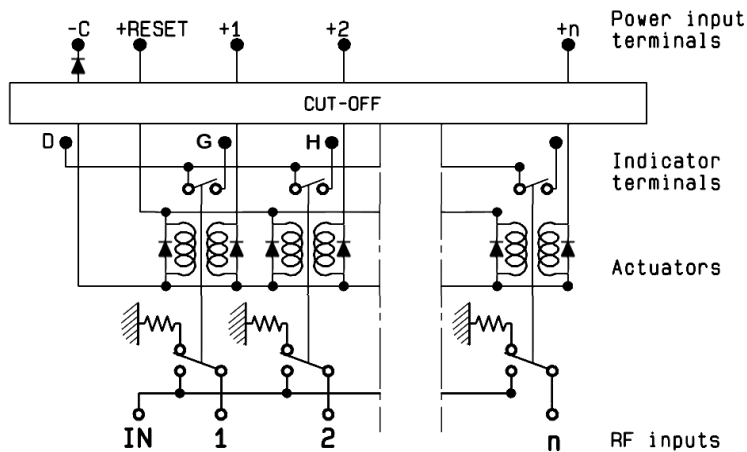 -C +RESET +1 +2 +n
Power input
terminals
CUT-OFF
D G H
Indicator
terminals
Actuators
IN 1 2 n
RF inputs